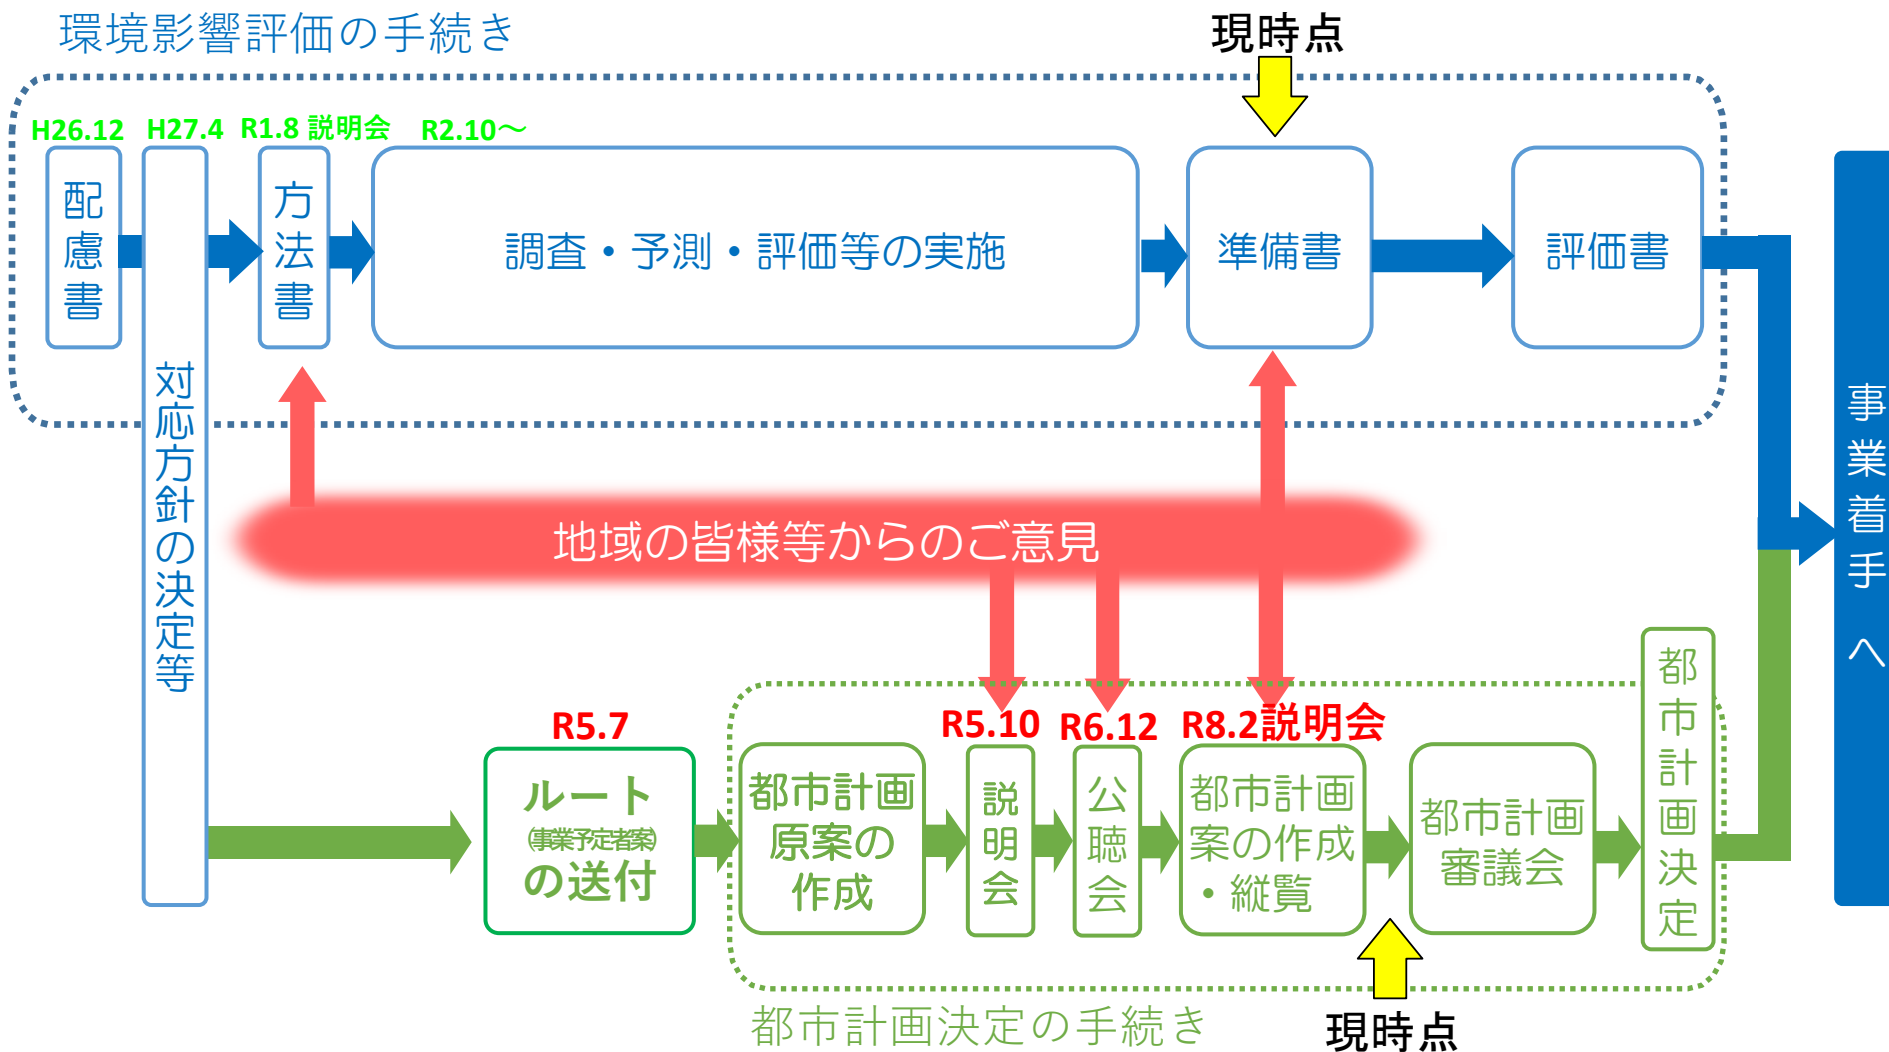 環境影響評価の手続き
現時点
H26.12
H27.4
R1.8 説明会
R2.10～
配慮書
対応方針の決定等
方法書
調査・予測・評価等の実施
準備書
評価書
事業着手へ
地域の皆様等からのご意見
R5.7
R5.10
R6.12
R8.2説明会
ルート
(事業予定者案)
の送付
都市計画
原案の
作成
説明会
公聴会
都市計画
案の作成
・縦覧
都市計画
審議会
都市計画決定
都市計画決定の手続き
現時点